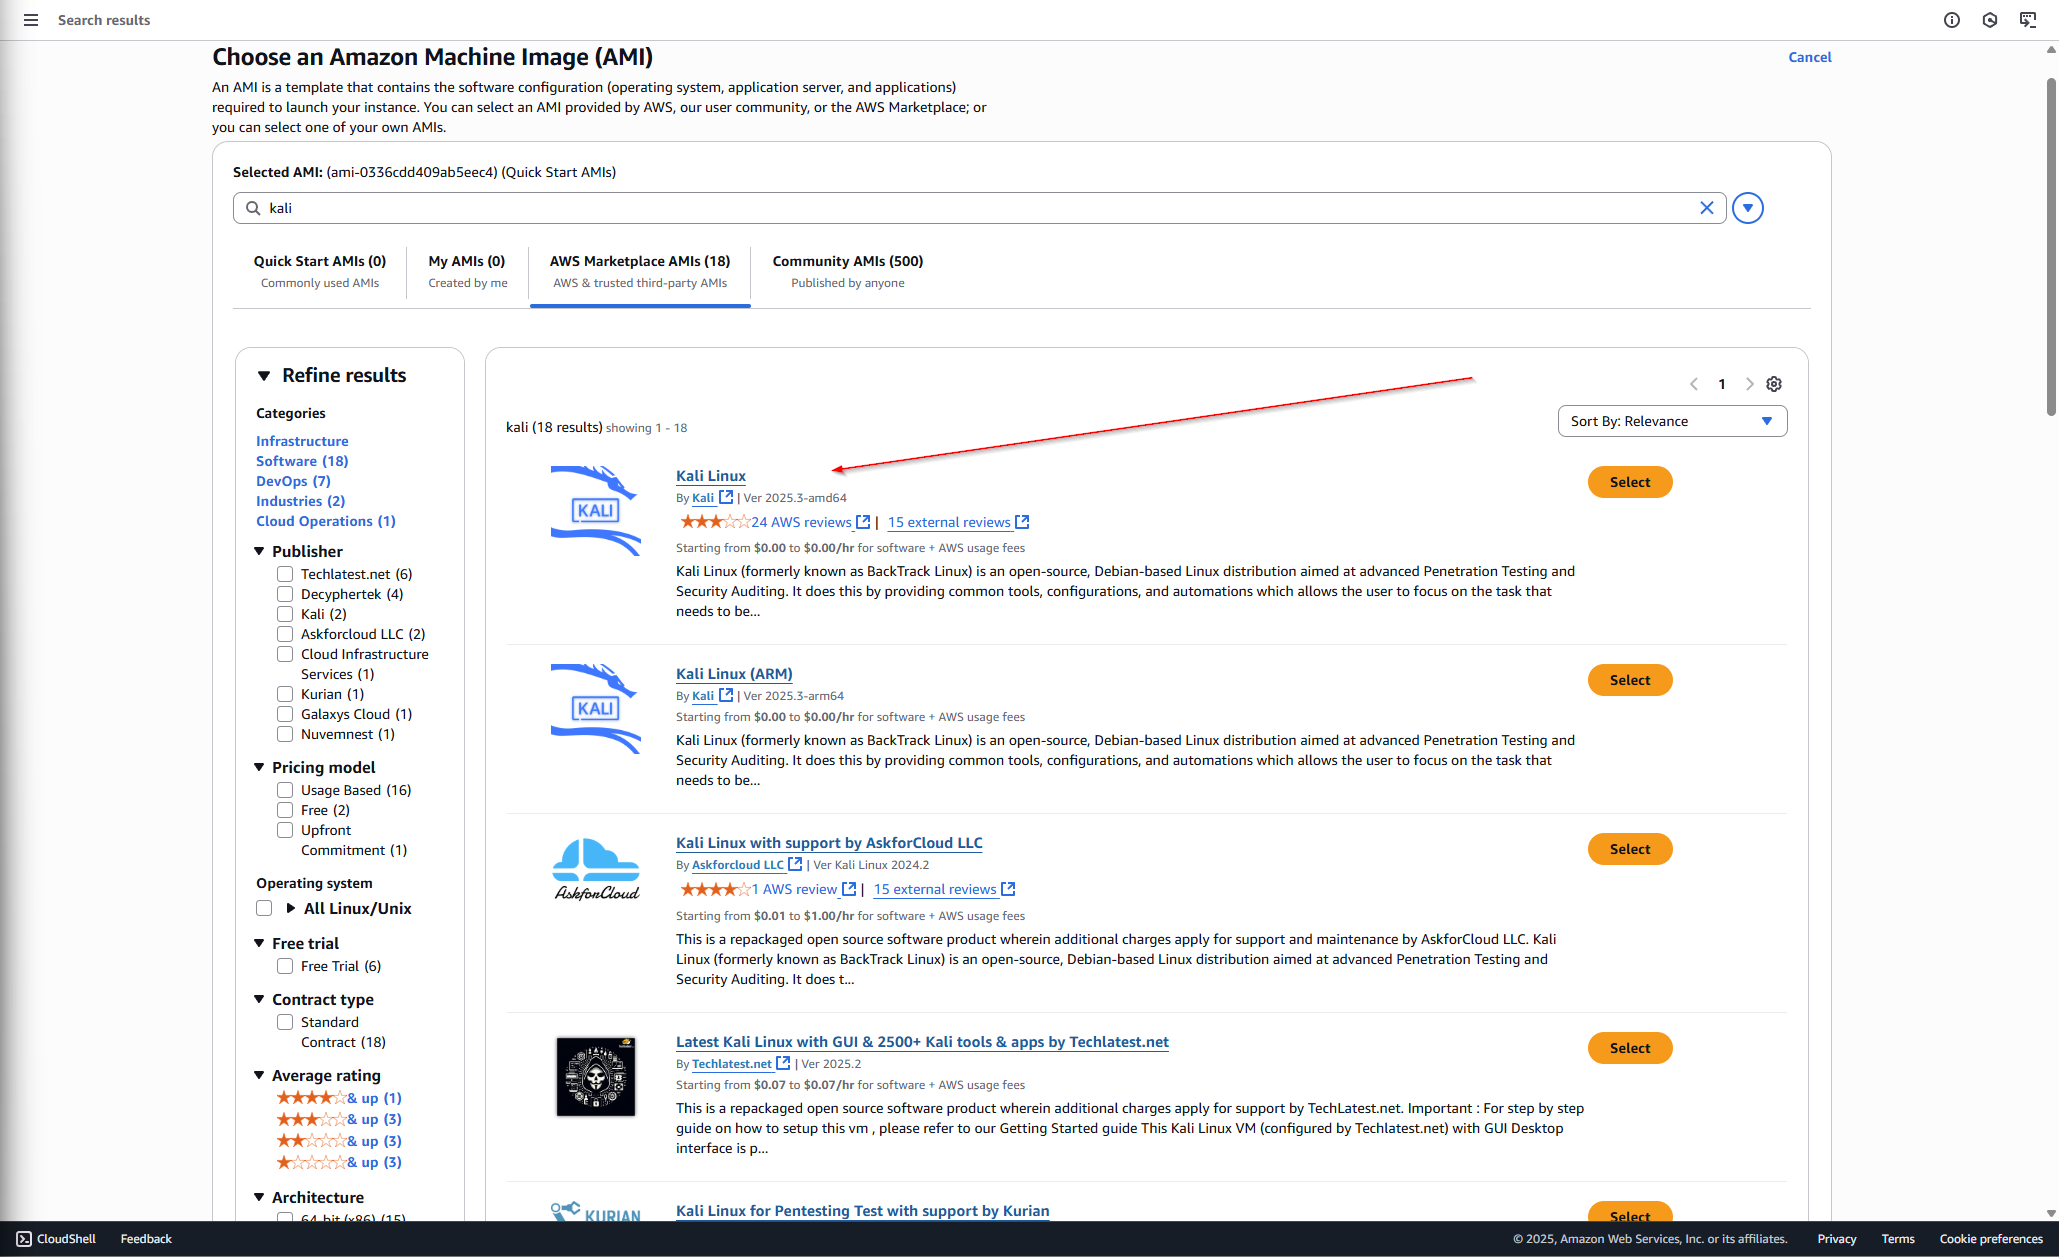 Search results
Choose an Amazon Machine Image (AMI)
Cancel
An AMI is a template that contains the software configuration (operating system, application server, and applications)
required to launch your instance. You can select an AMI provided by AWS, our user community, or the AWS Marketplace; or
you can select one of your own AMIs.
Selected AMI: (ami-0336cdd409ab5eec4) (Quick Start AMIs)
kali
Quick Start AMIs (0)
Commonly used AMIs
My AMIs (0)
Created by me
AWS Marketplace AMIs (18)
AWS & trusted third-party AMIs
Community AMIs (500)
Published by anyone
Refine results
Categories
Infrastructure
Software (18)
DevOps (7)
Industries (2)
Cloud Operations (1)
Publisher
Techlatest.net (6)
Decyphertek (4)
Kali (2)
Askforcloud LLC (2)
Cloud Infrastructure
Services (1)
Kurian (1)
Galaxys Cloud (1)
Nuvemnest (1)
Pricing model
Usage Based (16)
Free (2)
Upfront
Commitment (1)
Operating system
All Linux/Unix
Free trial
Free Trial (6)
Contract type
Standard
Contract (18)
Average rating
& up (1)
& up (3)
& up (3)
& up (3)
Architecture
64-bit (x86) (15)
1
kali (18 results) showing 1 - 18
Sort By: Relevance
KALI
Kali Linux
By Kali | Ver 2025.3-amd64
24 AWS reviews | 15 external reviews
Starting from $0.00 to $0.00/hr for software + AWS usage fees
Kali Linux (formerly known as BackTrack Linux) is an open-source, Debian-based Linux distribution aimed at advanced Penetration Testing and
Security Auditing. It does this by providing common tools, configurations, and automations which allows the user to focus on the task that
needs to be...
Select
KALI
Kali Linux (ARM)
By Kali | Ver 2025.3-arm64
Starting from $0.00 to $0.00/hr for software + AWS usage fees
Kali Linux (formerly known as BackTrack Linux) is an open-source, Debian-based Linux distribution aimed at advanced Penetration Testing and
Security Auditing. It does this by providing common tools, configurations, and automations which allows the user to focus on the task that
needs to be...
Select
AskforCloud
Kali Linux with support by AskforCloud LLC
By Askforcloud LLC | Ver Kali Linux 2024.2
1 AWS review | 15 external reviews
Starting from $0.01 to $1.00/hr for software + AWS usage fees
This is a repackaged open source software product wherein additional charges apply for support and maintenance by AskforCloud LLC. Kali
Linux (formerly known as BackTrack Linux) is an open-source, Debian-based Linux distribution aimed at advanced Penetration Testing and
Security Auditing. It does t...
Select
Latest Kali Linux with GUI & 2500+ Kali tools & apps by Techlatest.net
By Techlatest.net | Ver 2025.2
Starting from $0.07 to $0.07/hr for software + AWS usage fees
This is a repackaged open source software product wherein additional charges apply for support by TechLatest.net. Important : For step by step
guide on how to setup this vm , please refer to our Getting Started guide This Kali Linux VM (configured by Techlatest.net) with GUI Desktop
interface is p...
Select
KURIAN
Kali Linux for Pentesting Test with support by Kurian
Select
CloudShell
Feedback
© 2025, Amazon Web Services, Inc. or its affiliates.
Privacy
Terms
Cookie preferences